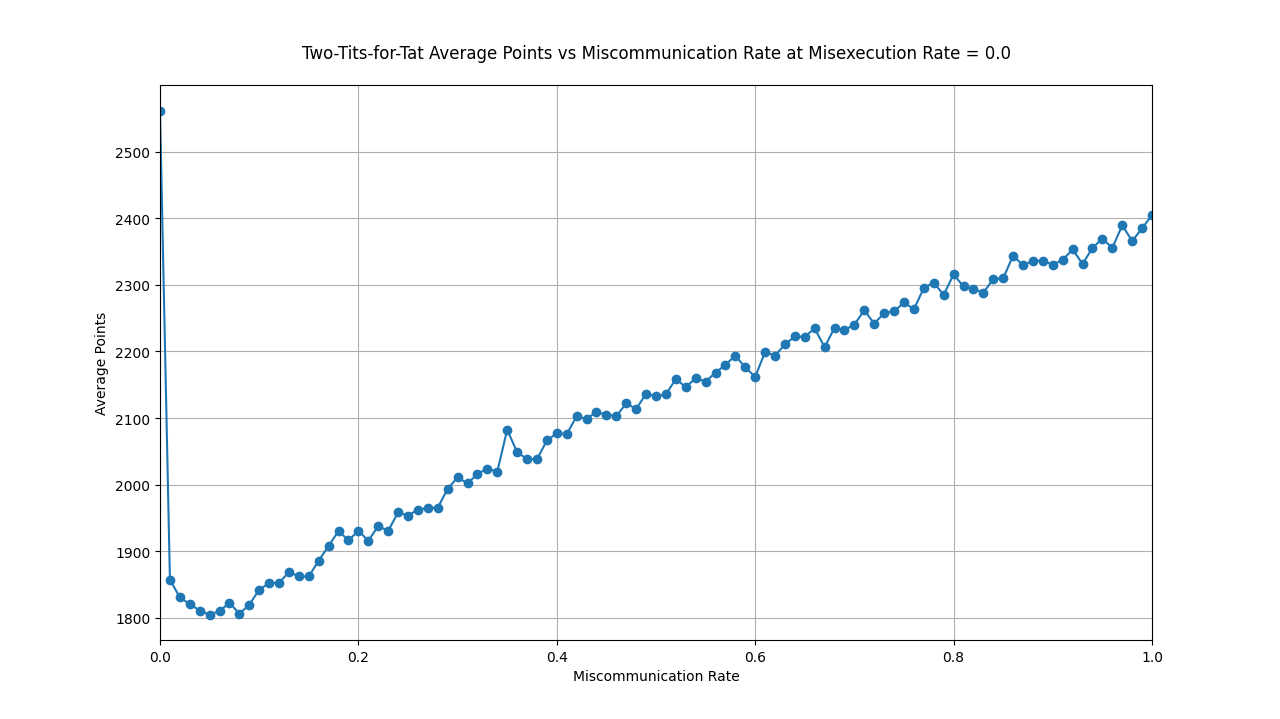 Two-Tits-for-Tat Average Points vs Miscommunication Rate at Misexecution Rate = 0.0
Average Points
2500
2400
2300
2200
2100
2000
1900
1800
0.0 0.2 0.4 0.6 0.8 1.0
Miscommunication Rate